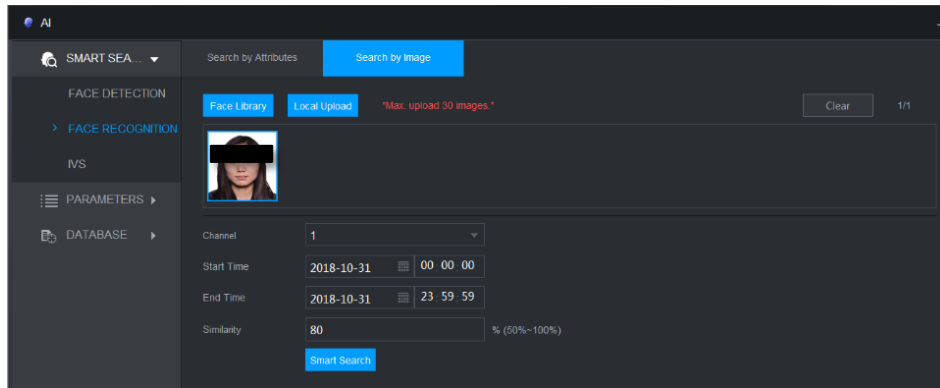 AI
SMART SEA...
Search by Attributes
Search by Image
FACE DETECTION
FACE RECOGNITION
IVS
PARAMETERS
DATABASE
Face Library
Local Upload
*Max. upload 30 images.*
Clear
1/1
Channel
1
Start Time
2018-10-31
00:00:00
End Time
2018-10-31
23:59:59
Similarity
80
% (50%~100%)
Smart Search